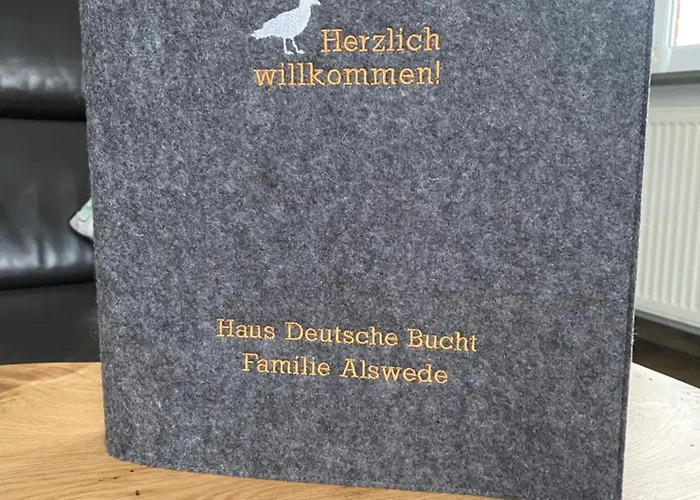 Herzlich
willkommen!
Haus Deutsche Bucht
Familie Alswede